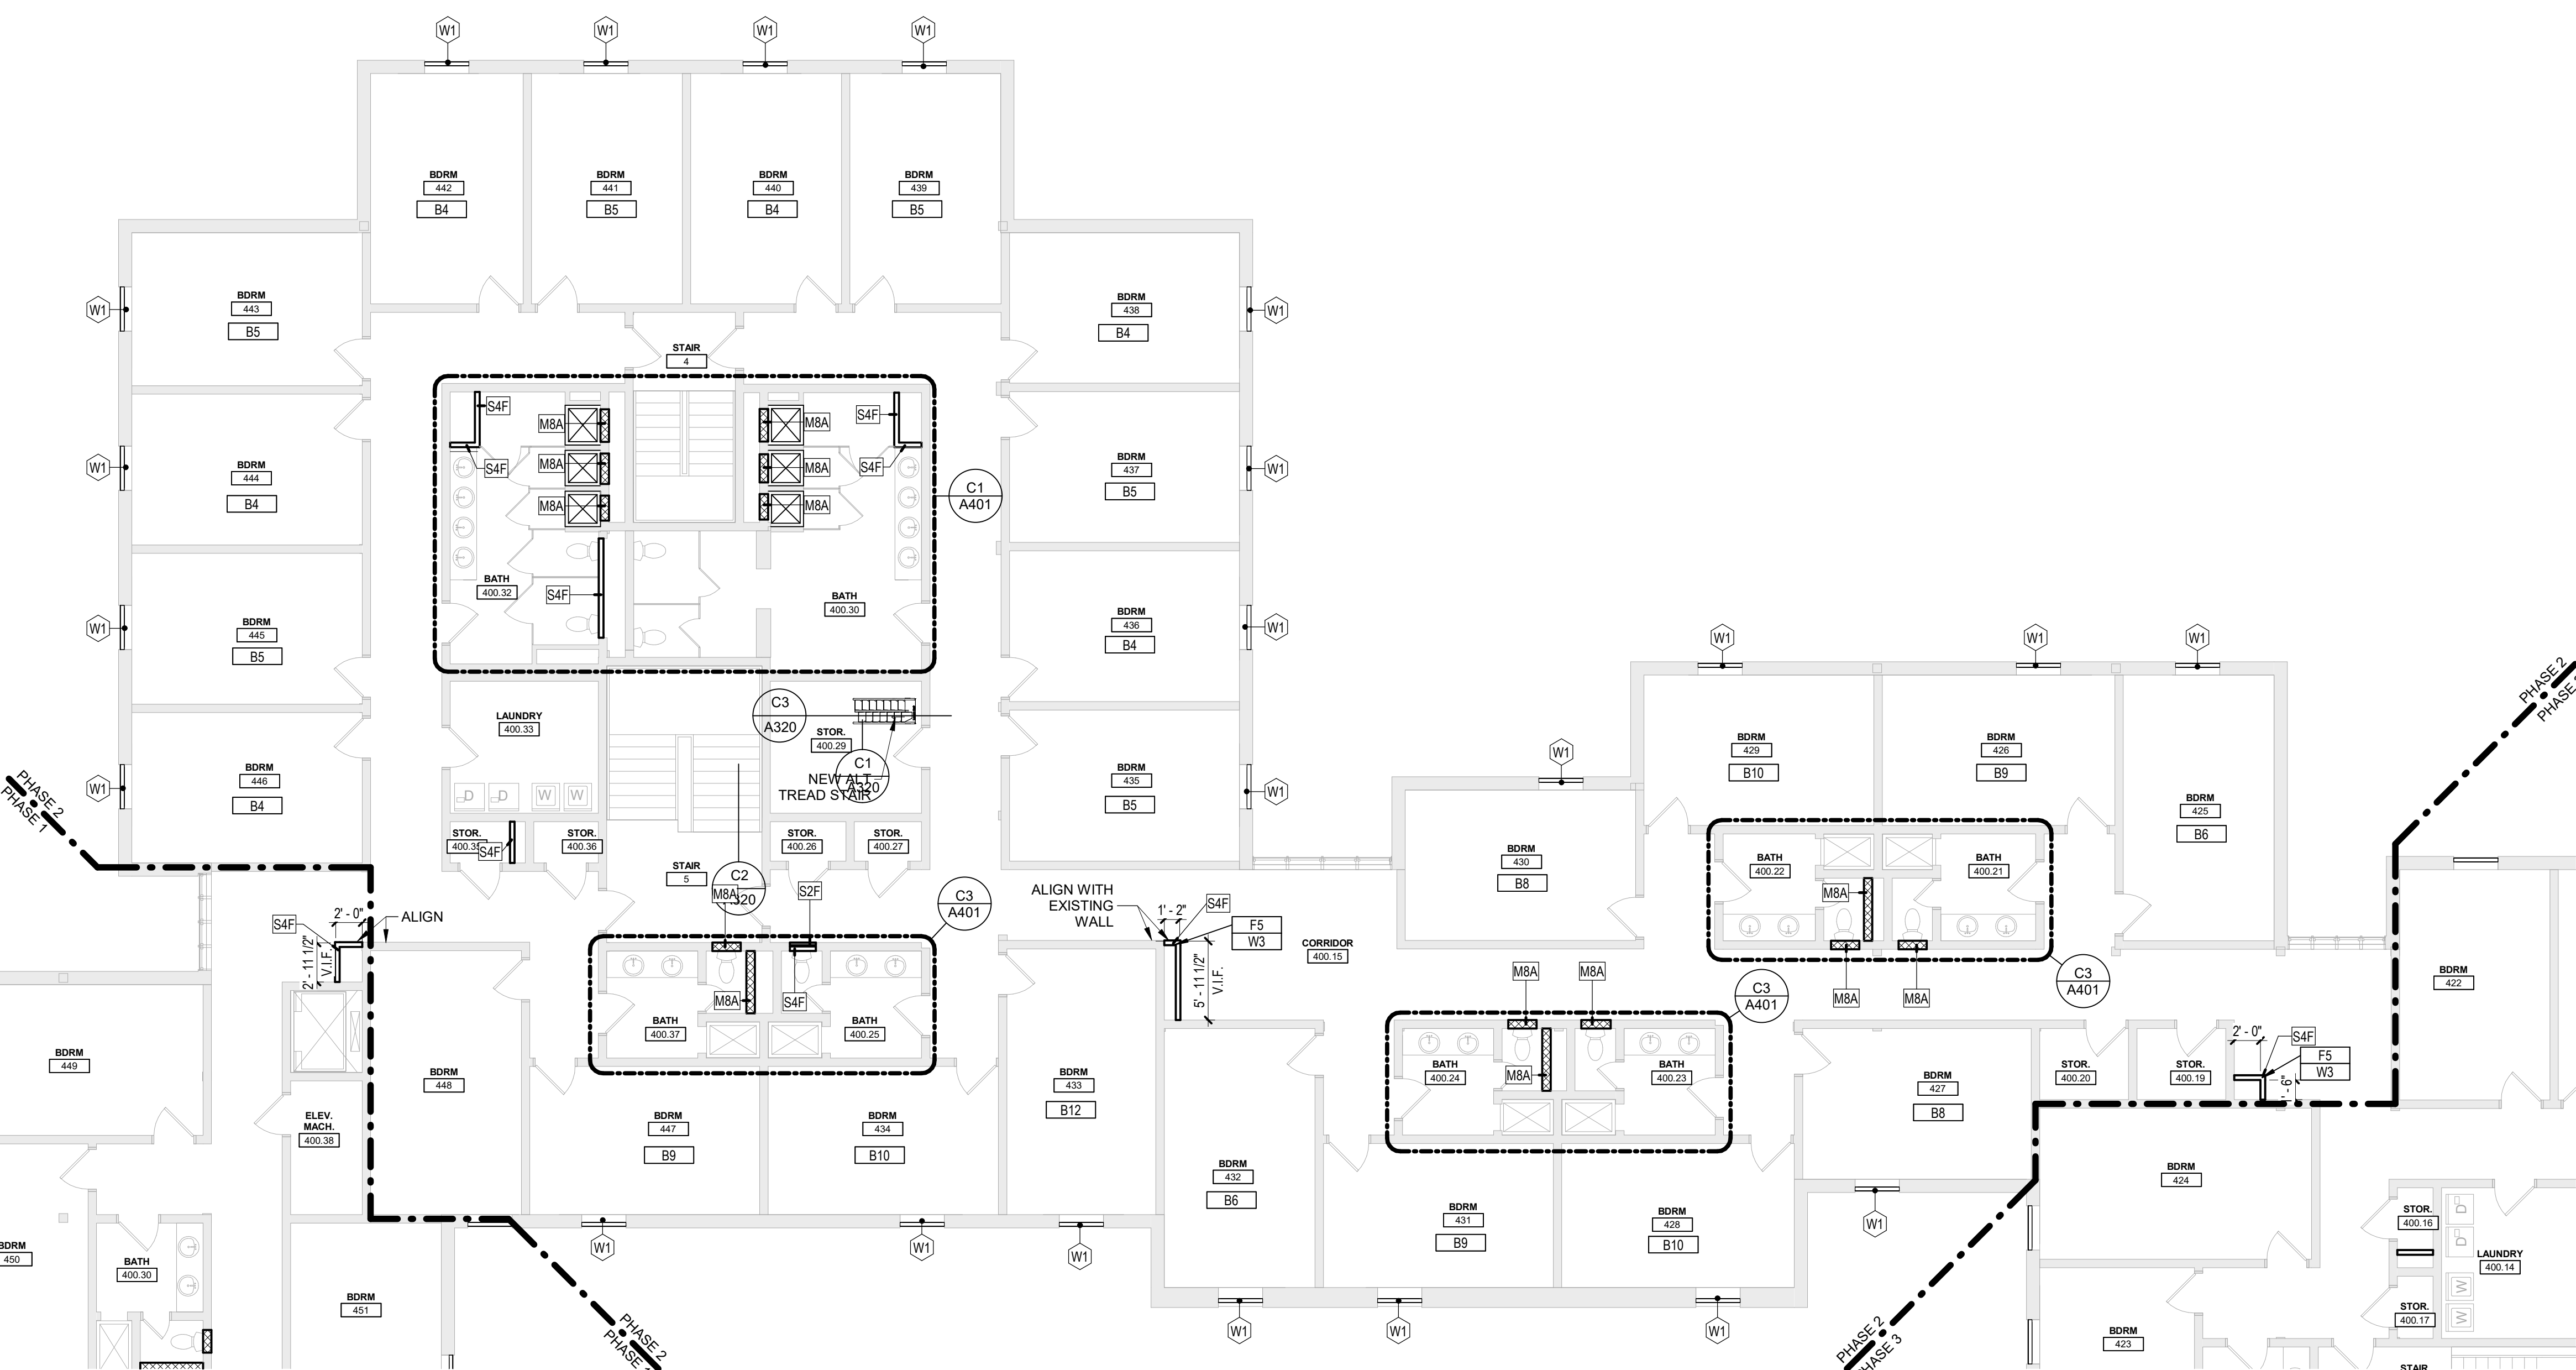 W1
W1
W1
W1
BDRM
442
B4
BDRM
441
B5
BDRM
440
B4
BDRM
439
B5
BDRM
443
B5
W1
BDRM
438
B4
W1
STAIR
4
S4F
M8A
M8A
S4F
S4F
M8A
M8A
S4F
M8A
M8A
C1
A401
BDRM
444
B4
W1
BDRM
437
B5
W1
BATH
400.32
S4F
BATH
400.30
BDRM
445
B5
W1
BDRM
436
B4
W1
W1
W1
W1
PHASE 2
LAUNDRY
400.33
D
D
W
W
C3
A320
STOR.
400.29
C1
A320
NEW ALT.
TREAD STAIR
BDRM
446
B4
W1
BDRM
435
B5
W1
W1
BDRM
429
B10
BDRM
426
B9
BDRM
425
B6
PHASE 2
PHASE 1
STOR.
S4F
STOR.
400.36
STOR.
400.26
STOR.
400.27
STAIR
5
C2
M8A
S2F
C3
A401
BDRM
430
B8
BATH
400.22
BATH
400.21
M8A
S4F
2' - 0"
ALIGN
2' - 11 1/2"
V.I.F.
ALIGN WITH
EXISTING
WALL
1' - 2"
S4F
F5
W3
5' - 11 1/2"
V.I.F.
CORRIDOR
400.15
M8A
M8A
C3
A401
M8A
M8A
C3
A401
BDRM
422
BATH
400.37
M8A
S4F
BATH
400.25
BDRM
449
BDRM
448
BDRM
433
B12
BATH
400.24
M8A
BATH
400.23
BDRM
427
B8
STOR.
400.20
STOR.
400.19
2' - 0"
S4F
F5
W3
ELEV.
MACH.
400.38
BDRM
447
B9
BDRM
434
B10
BDRM
432
B6
BDRM
431
B9
BDRM
428
B10
BDRM
424
W1
W1
W1
W1
STOR.
400.16
D
D
W
W
LAUNDRY
400.14
450
BATH
400.30
BDRM
451
PHASE 2
W1
W1
W1
PHASE 2
PHASE 3
BDRM
423
STOR.
400.17